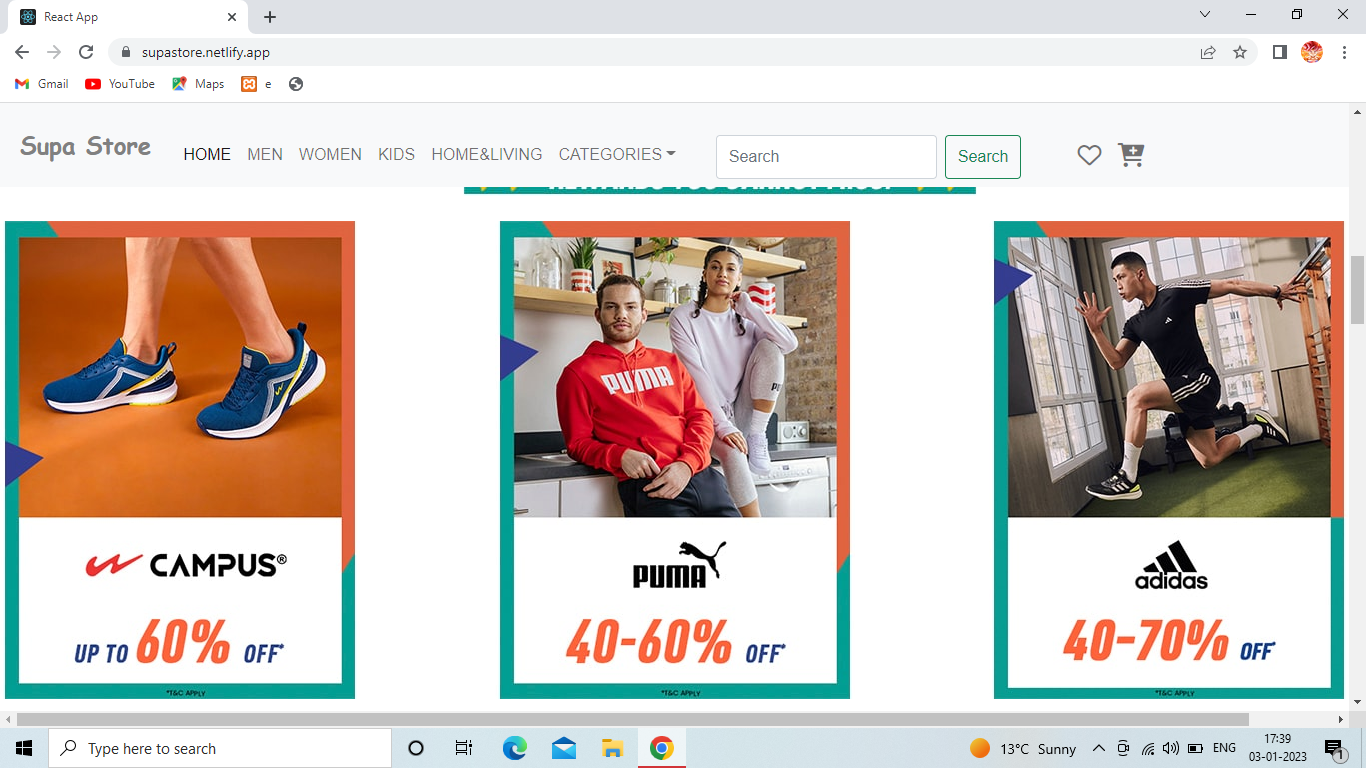 React App
supastore.netlify.app
Gmail YouTube Maps e
Supa Store HOME MEN WOMEN KIDS HOME&LIVING CATEGORIES Search Search
PUMA
PUMA
CAMPUS®
UP TO 60% OFF*
*T&C APPLY
PUMA
40-60% OFF*
*T&C APPLY
adidas
40-70% OFF*
*T&C APPLY
Type here to search
13°C Sunny
ENG
17:39
03-01-2023
1